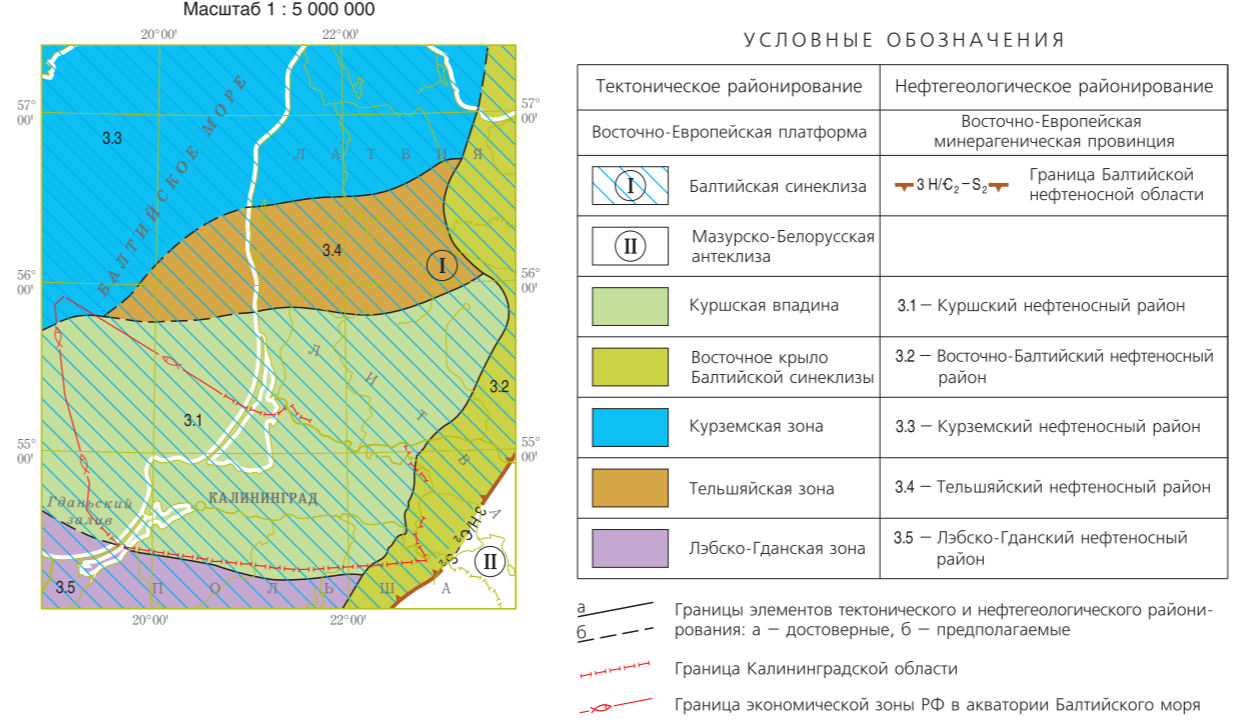 Масштаб 1 : 5 000 000
20°00'
22°00'
57°
00'
57°
00'
3.3
БАЛТИЙСКОЕ МОРЕ
ЛАТВИЯ
3.4
I
56°
00'
56°
00'
ЛИТВА
3.2
3.1
55°
00'
55°
00'
Гданьский
залив
КАЛИНИНГРАД
3 Н/Є₂–S₂
II
3.5
ПОЛЬША
20°00'
22°00'
УСЛОВНЫЕ ОБОЗНАЧЕНИЯ
Тектоническое районирование
Нефтегеологическое районирование
Восточно-Европейская платформа
Восточно-Европейская
минерагеническая провинция
I
Балтийская синеклиза
3 Н/Є₂–S₂
Граница Балтийской
нефтеносной области
II
Мазурско-Белорусская
антеклиза
Куршская впадина
3.1 – Куршский нефтеносный район
Восточное крыло
Балтийской синеклизы
3.2 – Восточно-Балтийский нефтеносный
район
Курземская зона
3.3 – Курземский нефтеносный район
Тельшяйская зона
3.4 – Тельшяйский нефтеносный район
Лэбско-Гданская зона
3.5 – Лэбско-Гданский нефтеносный
район
а
б
Границы элементов тектонического и нефтегеологического райони-
рования: а – достоверные, б – предполагаемые
Граница Калининградской области
Граница экономической зоны РФ в акватории Балтийского моря